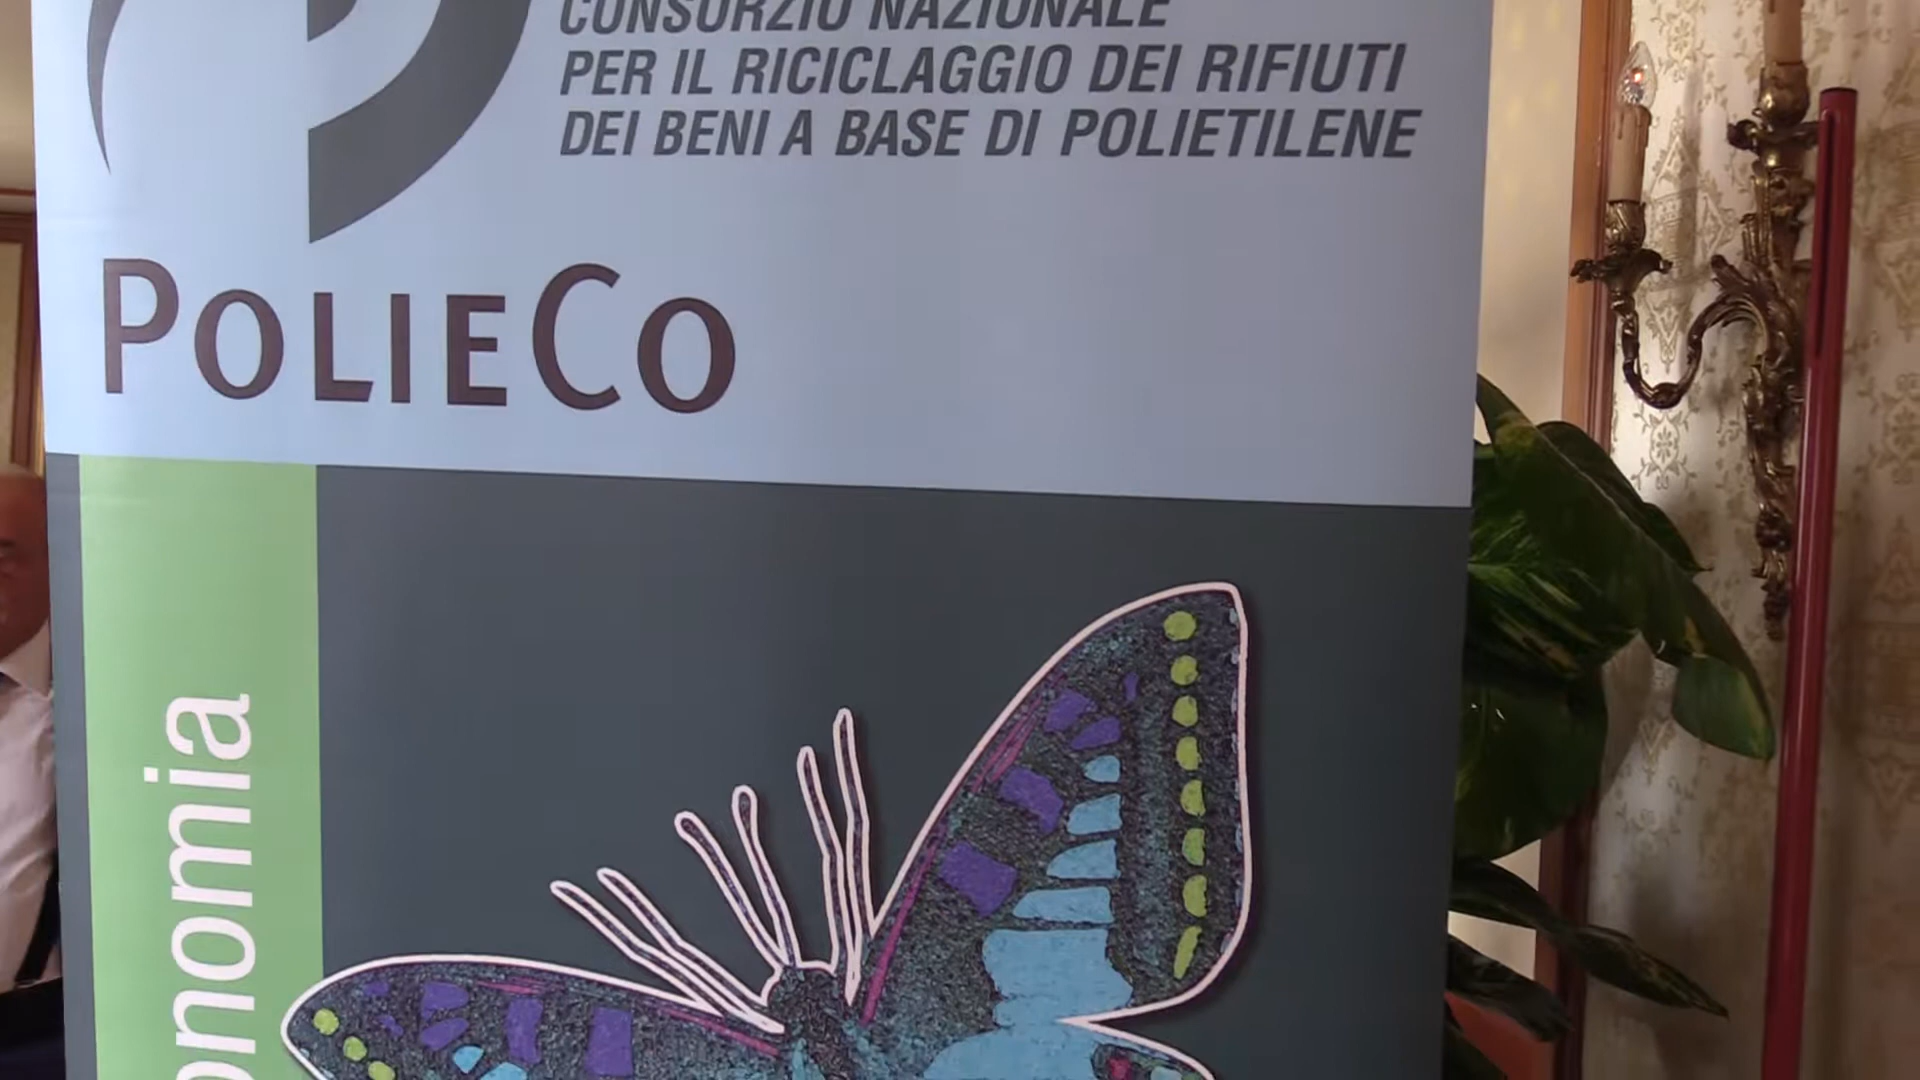 CONSORZIO NAZIONALE
PER IL RICICLAGGIO DEI RIFIUTI
DEI BENI A BASE DI POLIETILENE
POLIECO
onomia